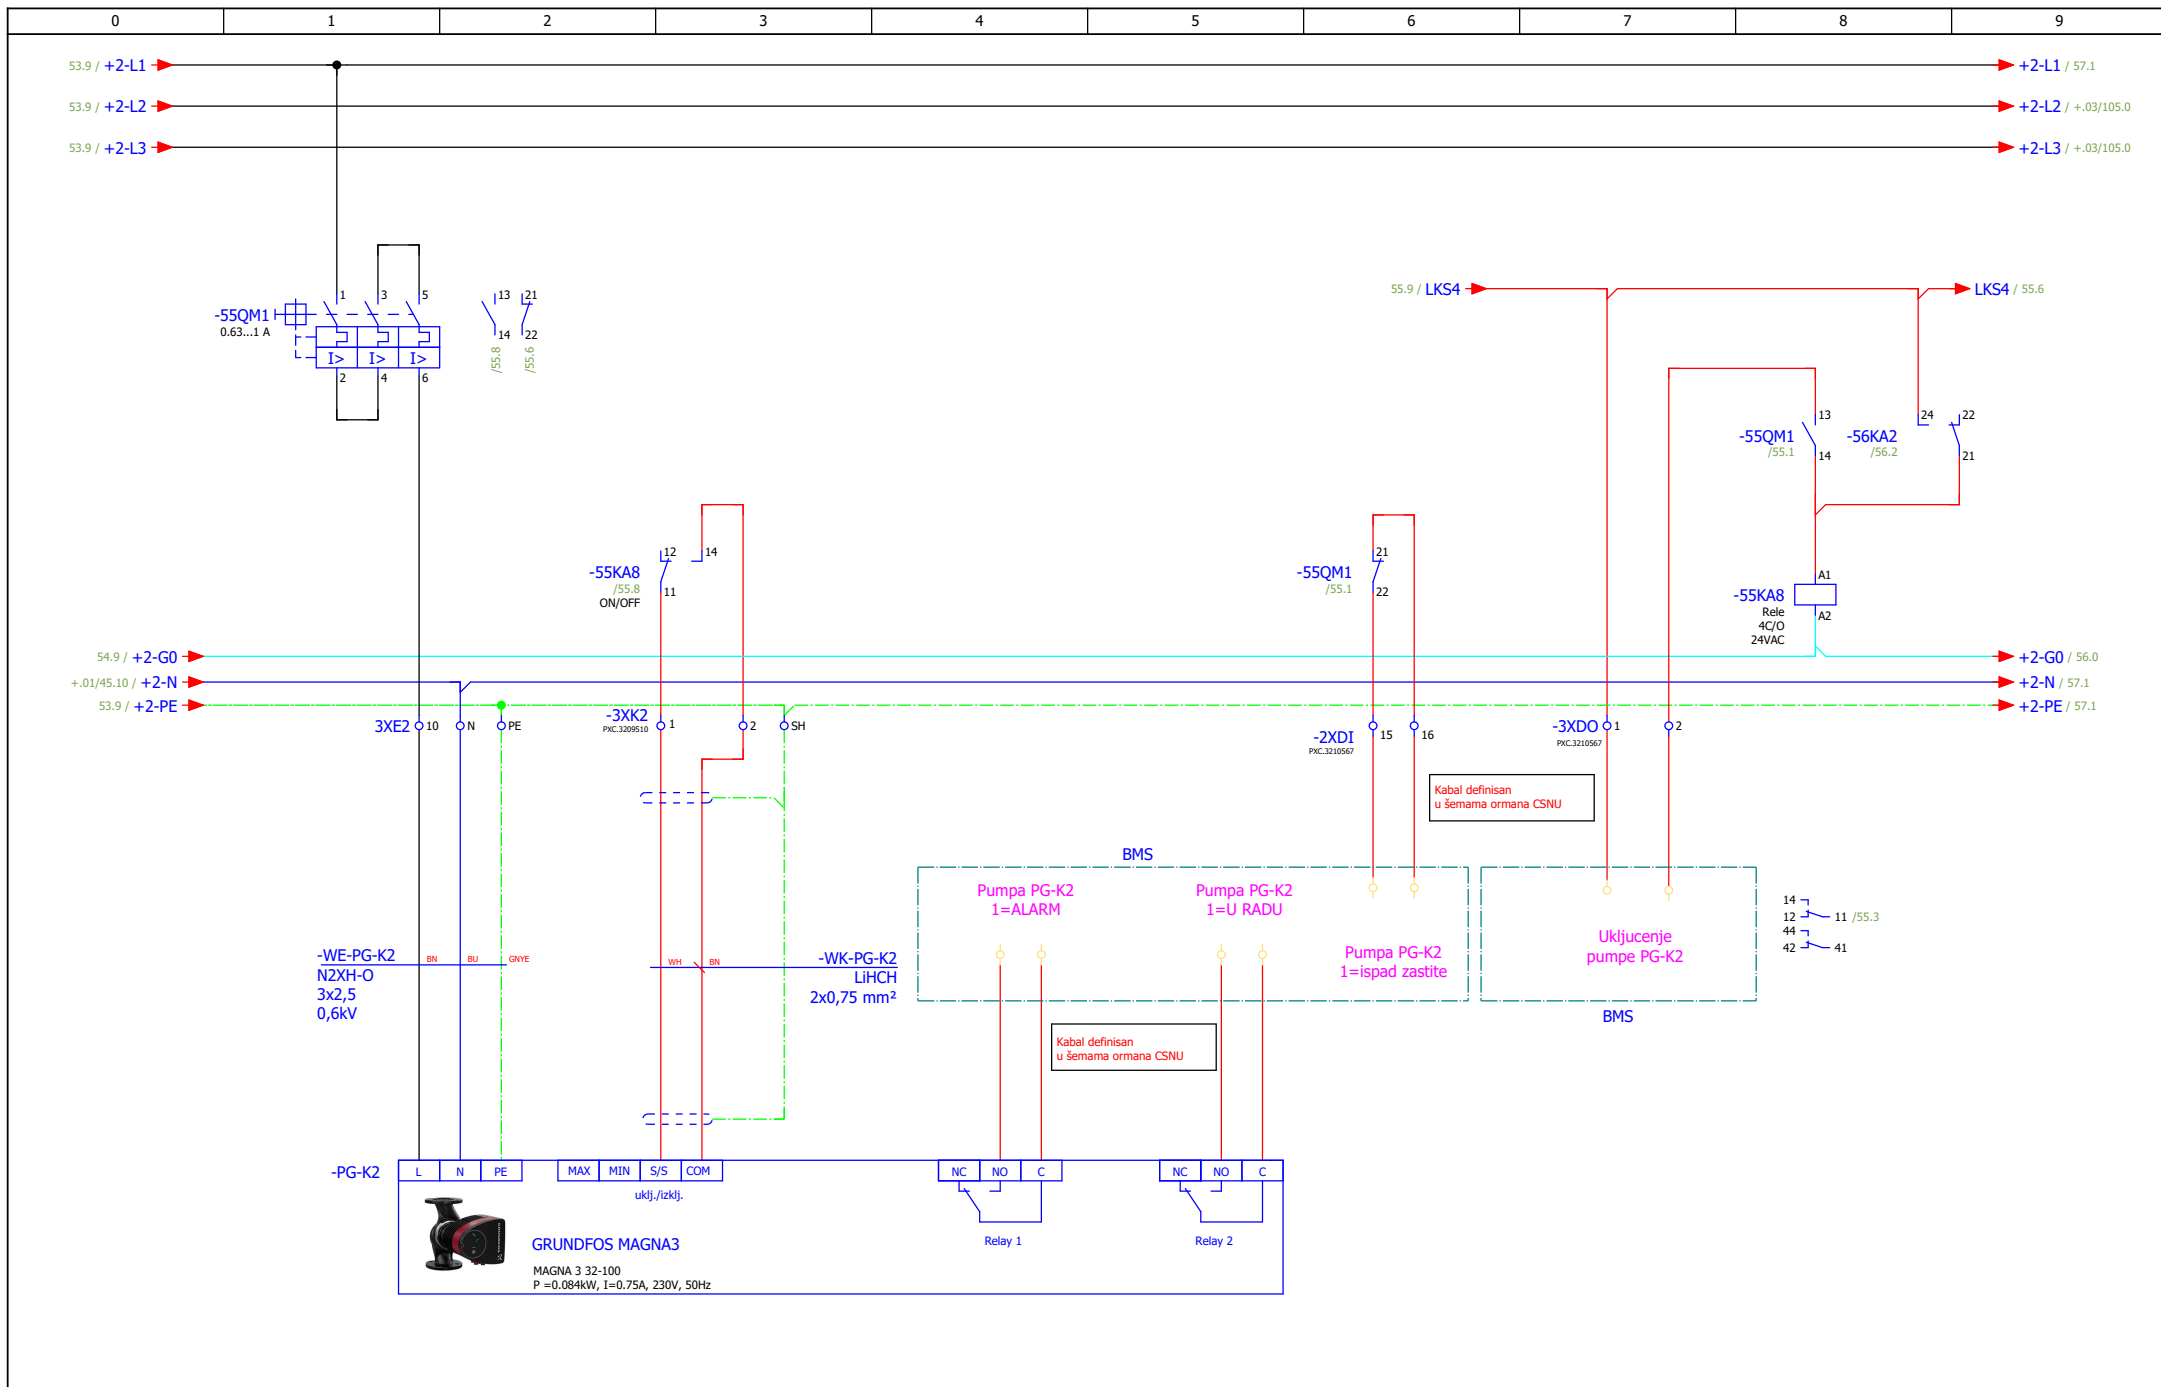 0 1 2 3 4 5 6 7 8 9
53.9 / +2-L1
+2-L1 / 57.1
53.9 / +2-L2
+2-L2 / +.03/105.0
53.9 / +2-L3
+2-L3 / +.03/105.0
55.9 / LKS4
LKS4 / 55.6
-55QM1
0.63...1 A
1 3 5
I> I> I>
2 4 6
13 21
14 22
/55.8 /55.6
-55QM1
/55.1
13
14
-56KA2
/56.2
24 22
21
-55KA8
/55.8
ON/OFF
12 14
11
-55QM1
/55.1
21
22
-55KA8
Rele
4C/O
24VAC
A1
A2
54.9 / +2-G0
+2-G0 / 56.0
+.01/45.10 / +2-N
+2-N / 57.1
53.9 / +2-PE
+2-PE / 57.1
3XE2 10 N PE
-3XK2
PXC.3209510
1 2 SH
-2XDI
PXC.3210567
15 16
-3XDO
PXC.3210567
1 2
Kabal definisan
u šemama ormana CSNU
BMS
Pumpa PG-K2
1=ALARM
Pumpa PG-K2
1=U RADU
Pumpa PG-K2
1=ispad zastite
Ukljucenje
pumpe PG-K2
BMS
14
12 11 /55.3
44
42 41
-WE-PG-K2
N2XH-O
3x2,5
0,6kV
BN BU GNYE
WH BN
-WK-PG-K2
LiHCH
2x0,75 mm²
Kabal definisan
u šemama ormana CSNU
-PG-K2
L N PE
MAX MIN S/S COM
uklj./izklj.
NC NO C
Relay 1
NC NO C
Relay 2
GRUNDFOS MAGNA3
MAGNA 3 32-100
P =0.084kW, I=0.75A, 230V, 50Hz